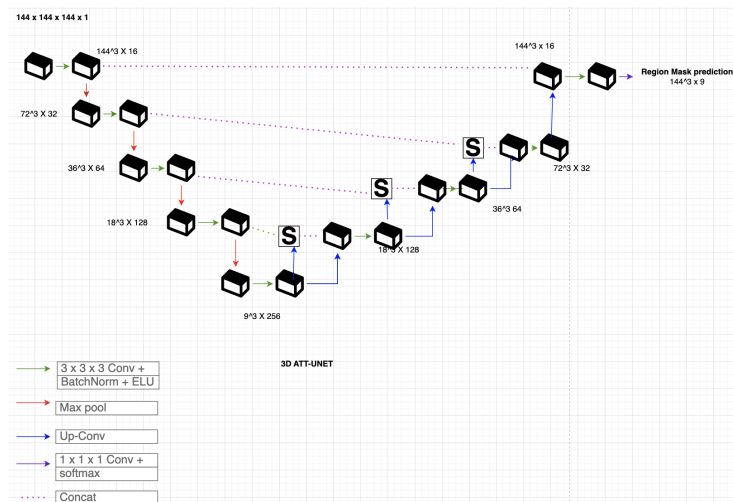 144 x 144 x 144 x 1
144^3 X 16
144^3 x 16
Region Mask prediction
144^3 x 9
72^3 X 32
36^3 X 64
72^3 X 32
S
S
36^3 64
18^3 X 128
S
18^3 X 128
9^3 X 256
3D ATT-UNET
3 x 3 x 3 Conv +
BatchNorm + ELU
Max pool
Up-Conv
1 x 1 x 1 Conv +
softmax
Concat